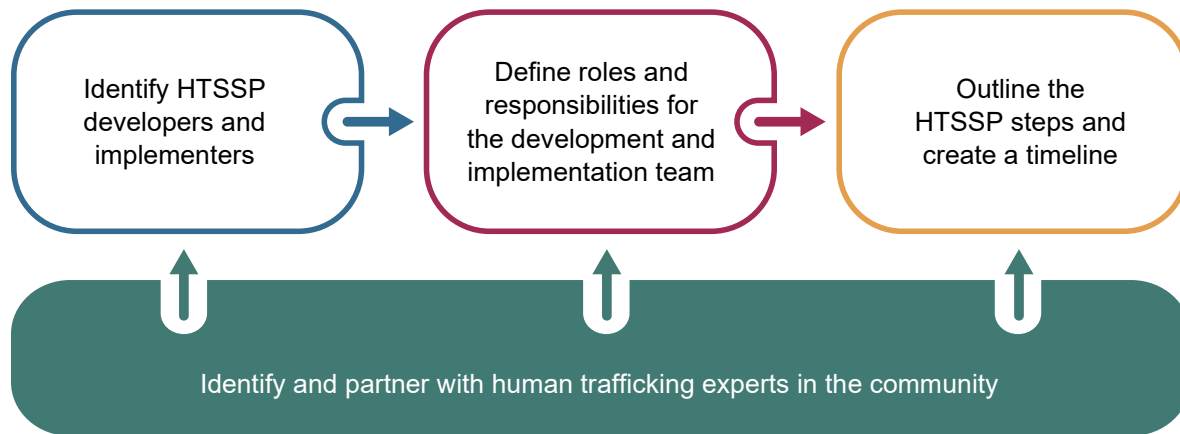 Identify HTSSP
developers and
implementers
Define roles and
responsibilities for
the development and
implementation team
Outline the
HTSSP steps and
create a timeline
Identify and partner with human trafficking experts in the community